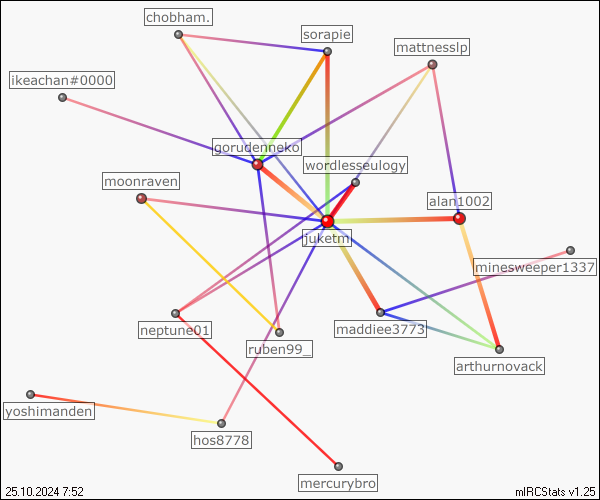 chobham.
sorapie
mattnesslp
ikeachan#0000
gorudenneko
wordlesseulogy
moonraven
alan1002
juketm
minesweeper1337
neptune01
maddiee3773
ruben99_
arthurnovack
yoshimanden
hos8778
mercurybro
25.10.2024 7:52
mIRCStats v1.25